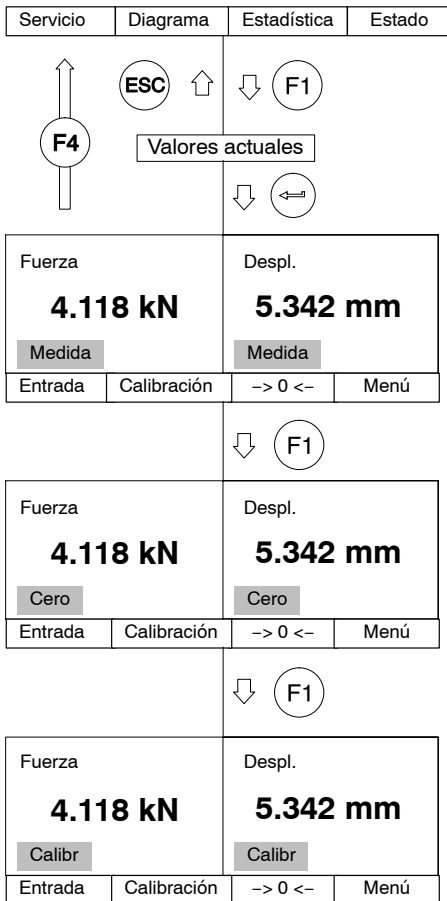 Servicio Diagrama Estadística Estado
ESC F1
F4
Valores actuales
Fuerza Despl.
4.118 kN 5.342 mm
Medida Medida
Entrada Calibración –> 0 <– Menú
F1
Fuerza Despl.
4.118 kN 5.342 mm
Cero Cero
Entrada Calibración –> 0 <– Menú
F1
Fuerza Despl.
4.118 kN 5.342 mm
Calibr Calibr
Entrada Calibración –> 0 <– Menú